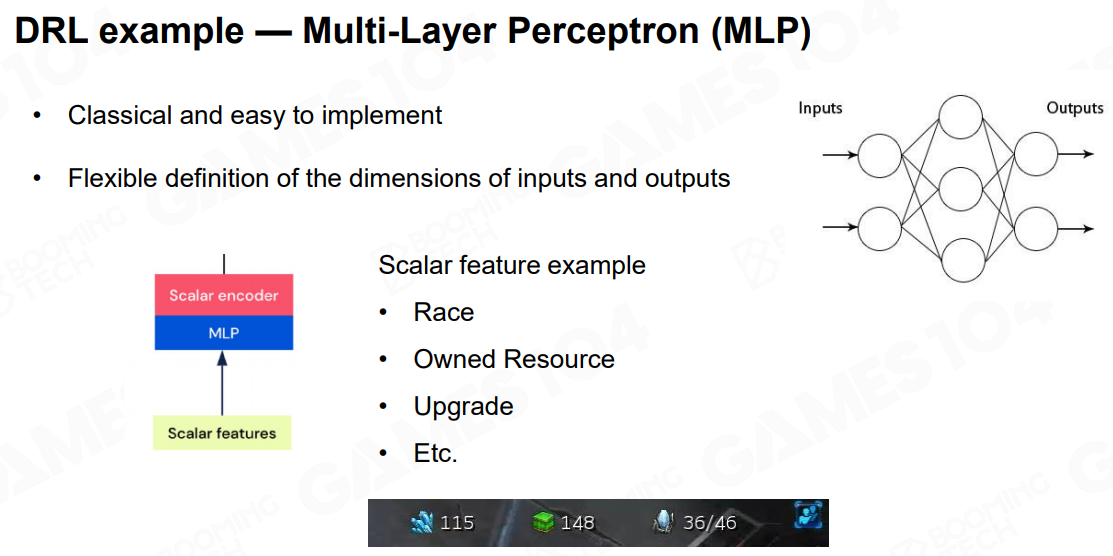 DRL example — Multi-Layer Perceptron (MLP)
• Classical and easy to implement
• Flexible definition of the dimensions of inputs and outputs
Inputs
Outputs
Scalar encoder
MLP
Scalar features
Scalar feature example
• Race
• Owned Resource
• Upgrade
• Etc.
115 148 36/46
GAMES104
BOOMING
TECH